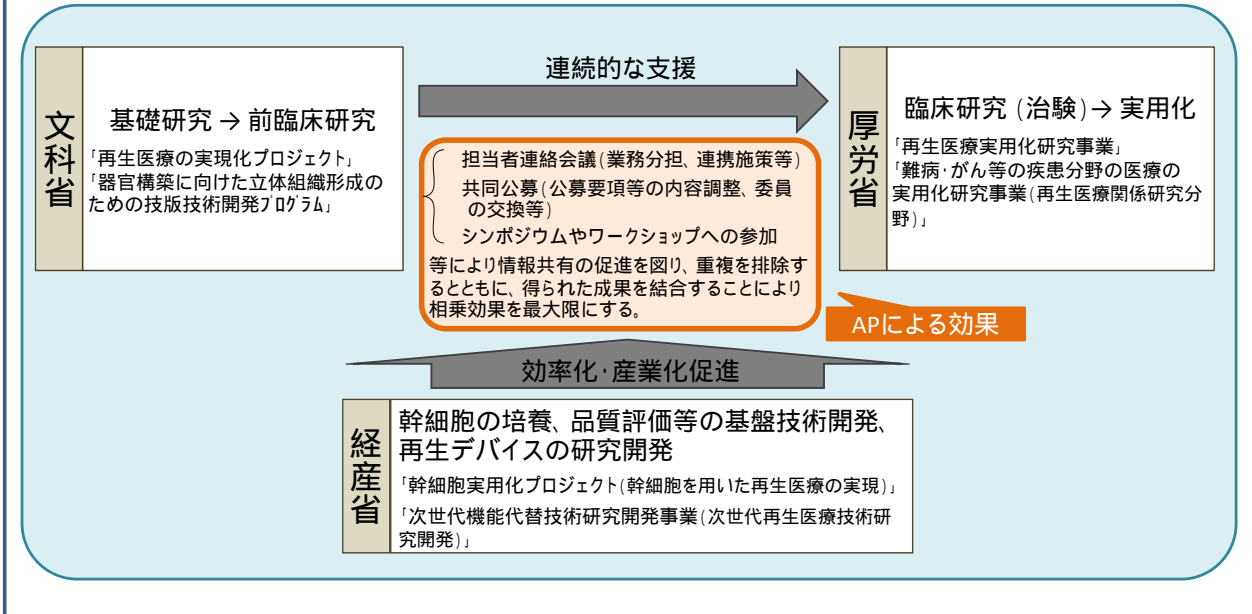 文科省
基礎研究 → 前臨床研究
「再生医療の実現化プロジェクト」
「器官構築に向けた立体組織形成の
ための技版技術開発プログラム」
連続的な支援
担当者連絡会議(業務分担、連携施策等)
共同公募(公募要項等の内容調整、委員
の交換等)
シンポジウムやワークショップへの参加
等により情報共有の促進を図り、重複を排除す
るとともに、得られた成果を結合することにより
相乗効果を最大限にする。
厚労省
臨床研究 (治験)→ 実用化
「再生医療実用化研究事業」
「難病・がん等の疾患分野の医療の
実用化研究事業(再生医療関係研究分
野)」
APによる効果
効率化・産業化促進
経産省
幹細胞の培養、品質評価等の基盤技術開発、
再生デバイスの研究開発
「幹細胞実用化プロジェクト(幹細胞を用いた再生医療の実現)」
「次世代機能代替技術研究開発事業(次世代再生医療技術研
究開発)」